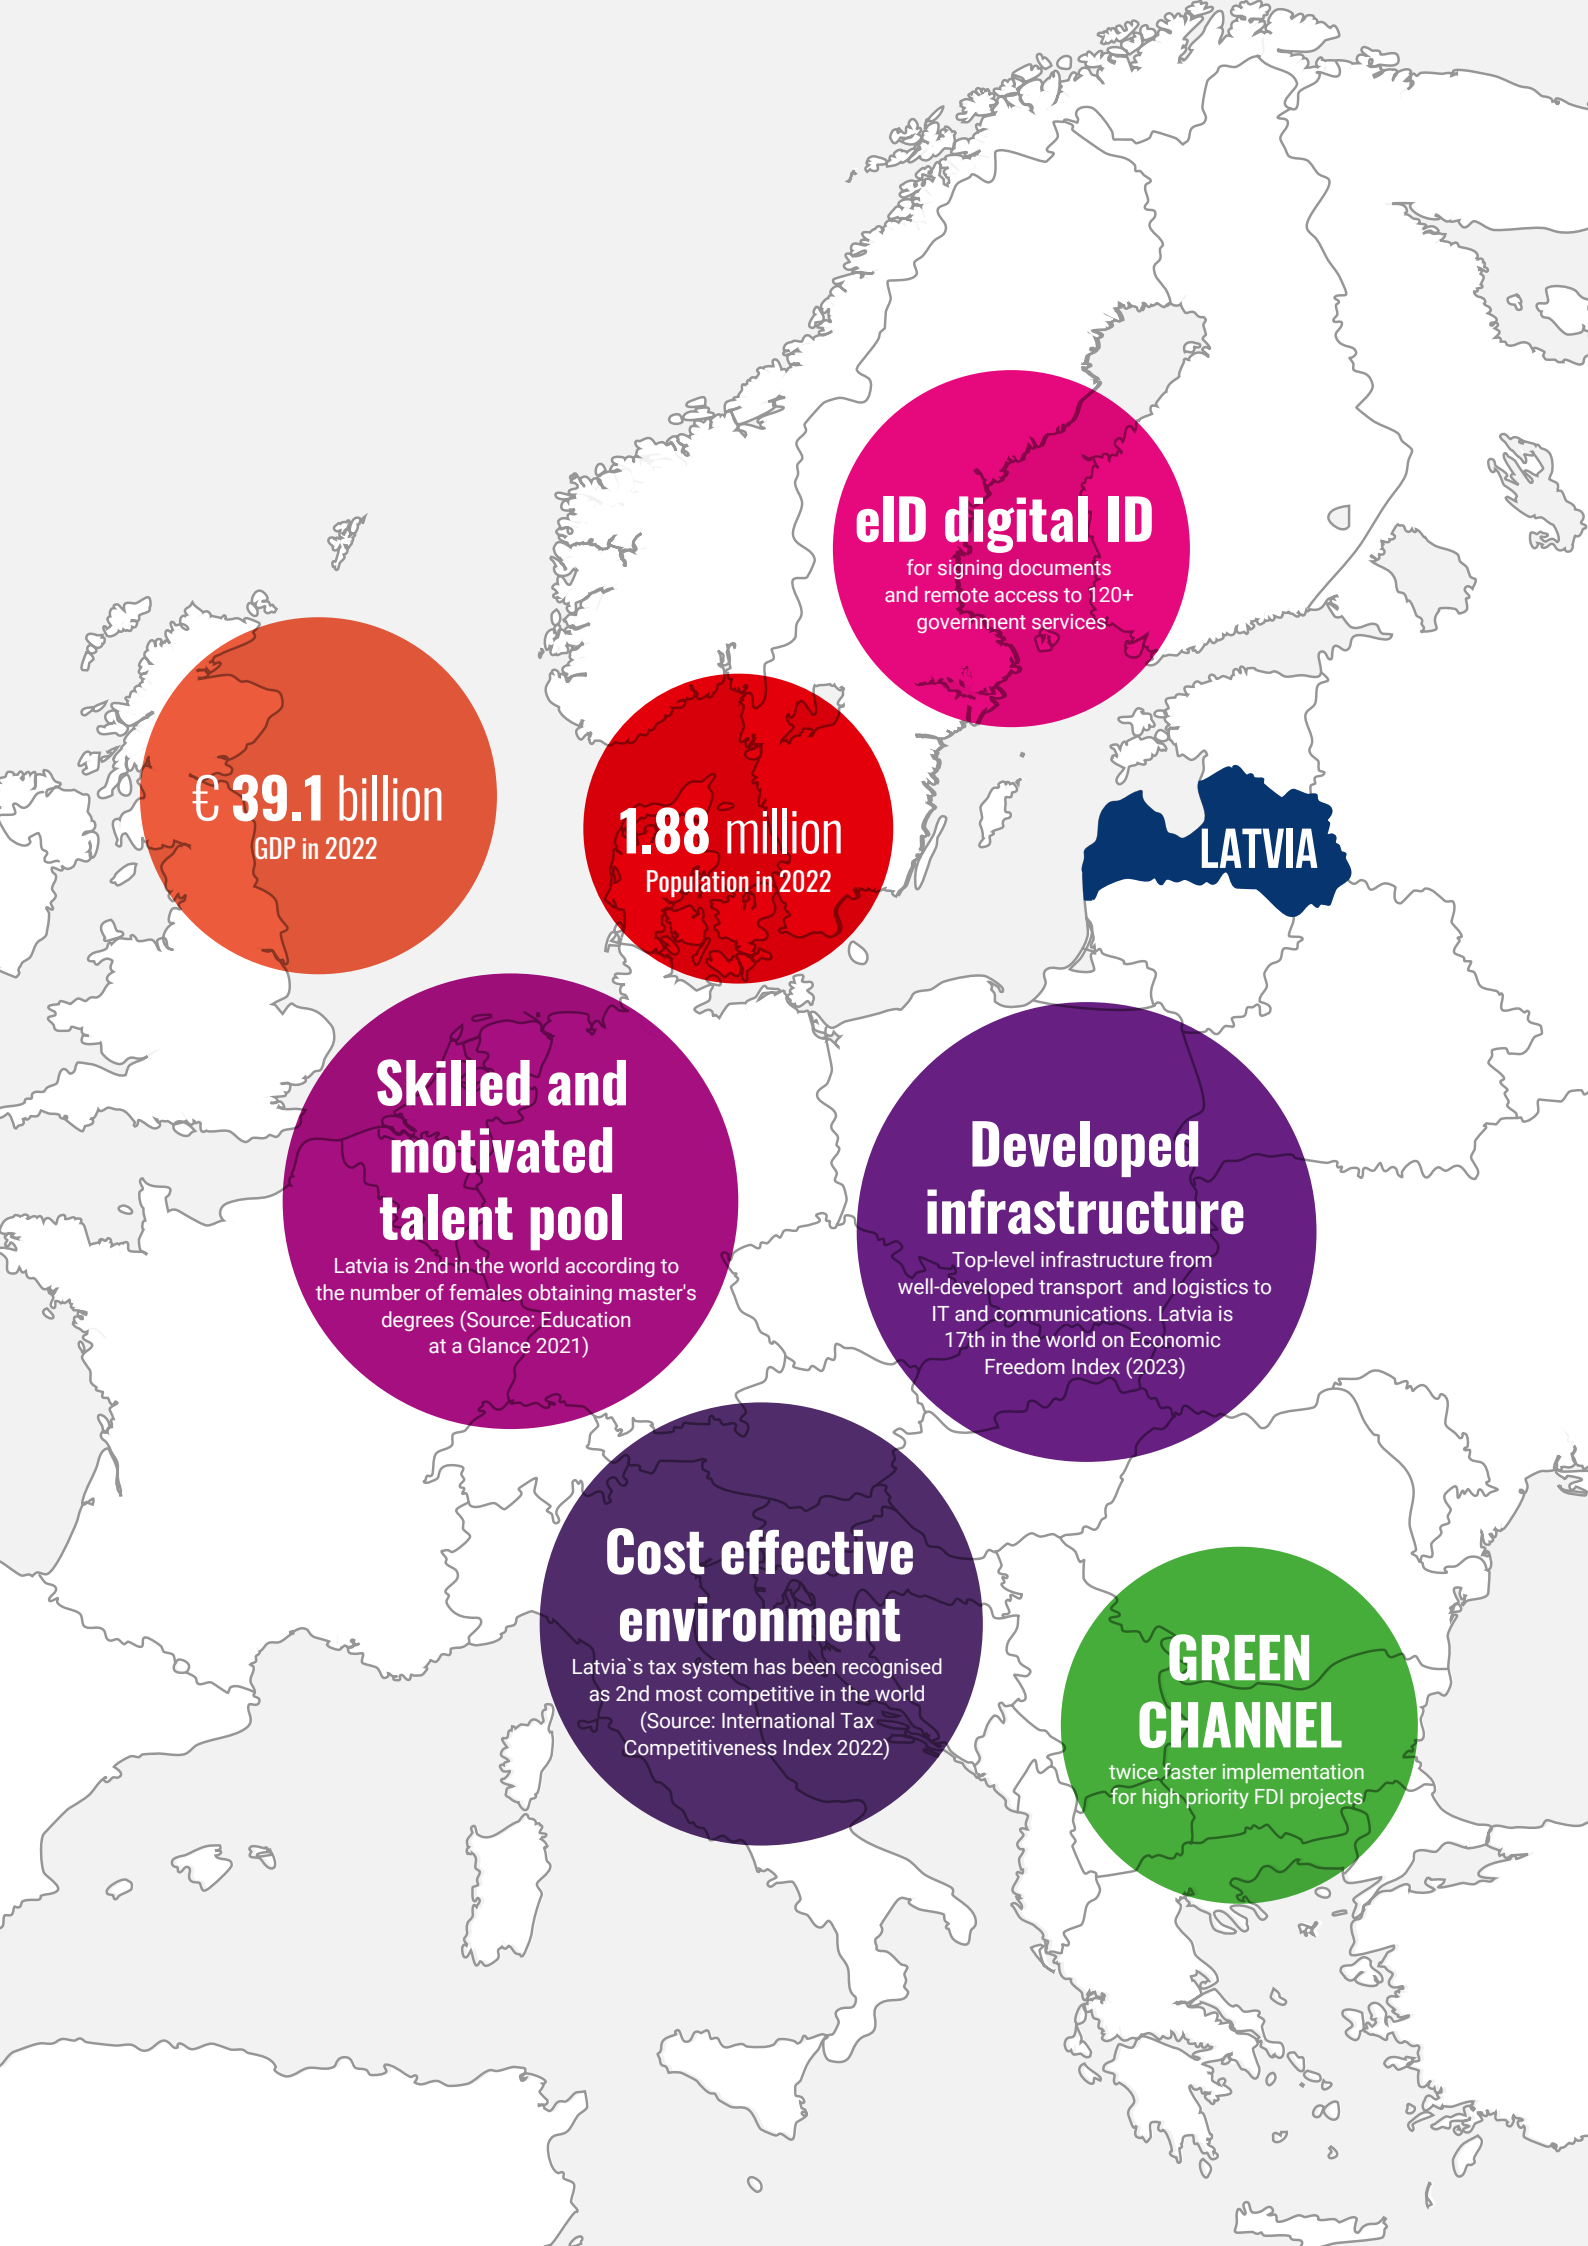 eID digital ID
for signing documents
and remote access to 120+
government services
€ 39.1 billion
GDP in 2022
1.88 million
Population in 2022
LATVIA
Skilled and
motivated
talent pool
Latvia is 2nd in the world according to
the number of females obtaining master's
degrees (Source: Education
at a Glance 2021)
Developed
infrastructure
Top-level infrastructure from
well-developed transport  and logistics to
IT and communications. Latvia is
17th in the world on Economic
Freedom Index (2023)
Cost effective
environment
Latvia`s tax system has been recognised
as 2nd most competitive in the world
(Source: International Tax
Competitiveness Index 2022)
GREEN
CHANNEL
twice faster implementation
for high priority FDI projects